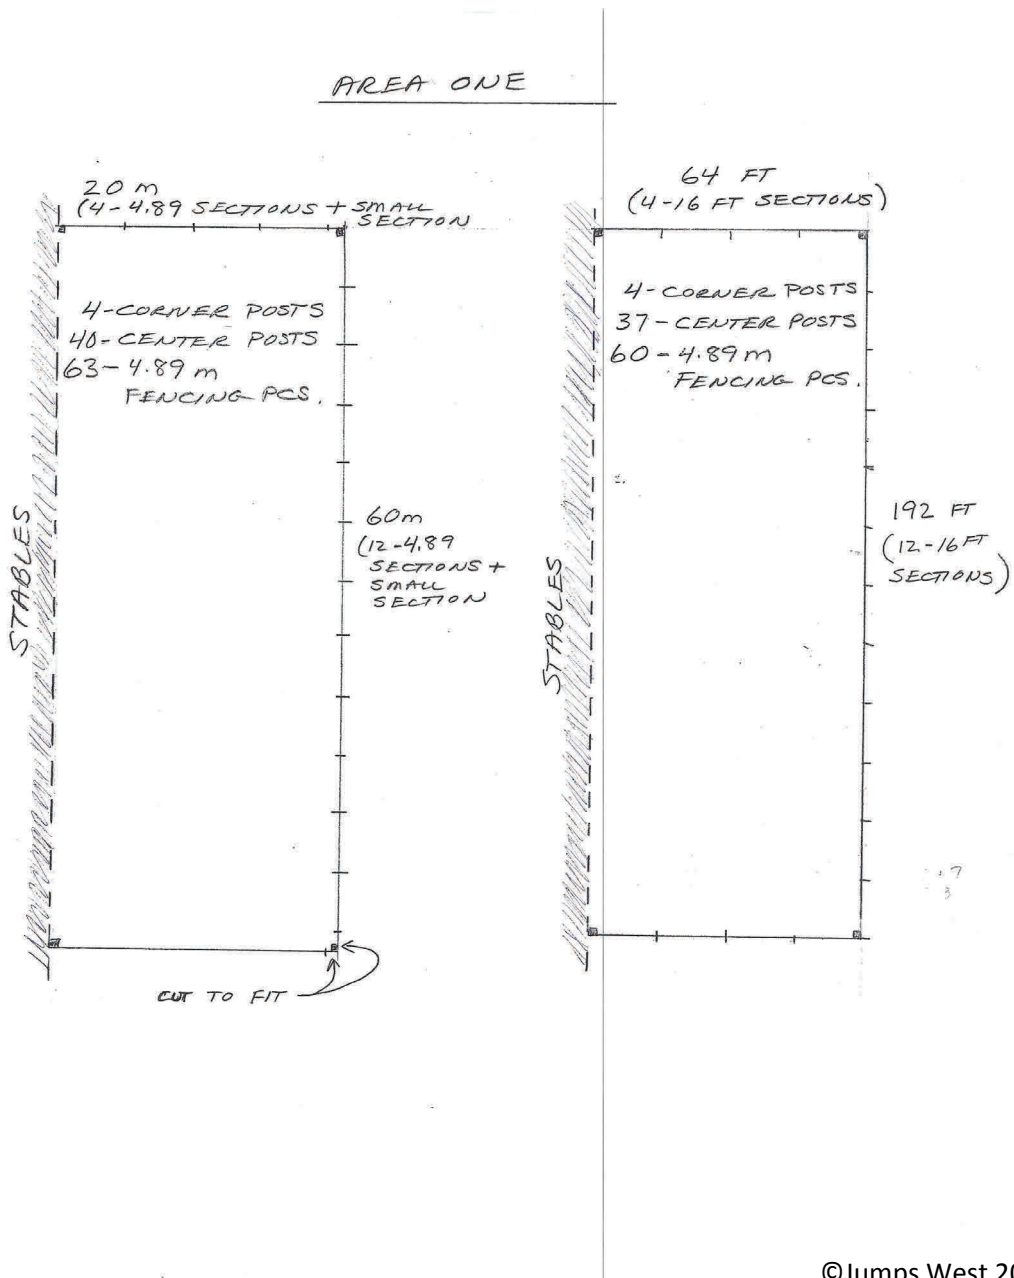 AREA ONE
20 m
(4-4.89 SECTIONS + SMALL
SECTION
4-CORNER POSTS
40-CENTER POSTS
63-4.89 m
FENCING PCS.
STABLES
60m
(12-4.89
SECTIONS +
SMALL
SECTION
CUT TO FIT
64 FT
(4-16 FT SECTIONS)
4-CORNER POSTS
37-CENTER POSTS
60-4.89m
FENCING PCS.
STABLES
192 FT
(12-16 FT
SECTIONS)
©Jumps West